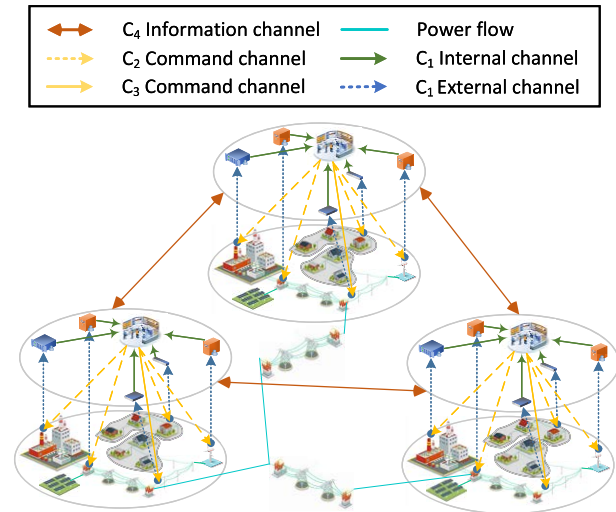 C₄ Information channel
Power flow
C₂ Command channel
C₁ Internal channel
C₃ Command channel
C₁ External channel